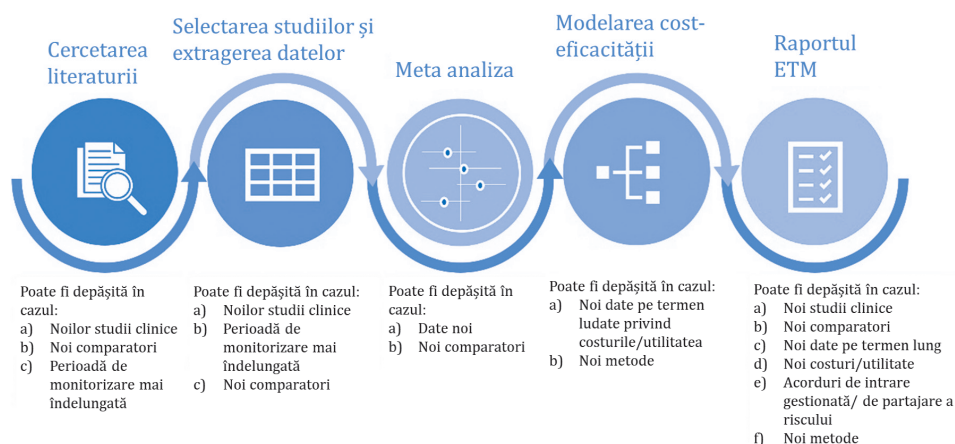 Cercetarea
literaturii
Poate fi depășită în
cazul:
a) Noilor studii clinice
b) Noi comparatori
c) Perioadă de
monitorizare mai
îndelungată
Selectarea studiilor și
extragerea datelor
Poate fi depășită în cazul:
a) Noilor studii clinice
b) Perioadă de
monitorizare mai
îndelungată
c) Noi comparatori
Meta analiza
Poate fi depășită în
cazul:
a) Date noi
b) Noi comparatori
Modelarea cost-
eficacității
Poate fi depășită în cazul:
a) Noi date pe termen
ludate privind
costurile/utilitatea
b) Noi metode
Raportul
ETM
Poate fi depășită în cazul:
a) Noi studii clinice
b) Noi comparatori
c) Noi date pe termen lung
d) Noi costuri/utilitate
e) Acorduri de intrare
gestionată/ de partajare a
riscului
f) Noi metode